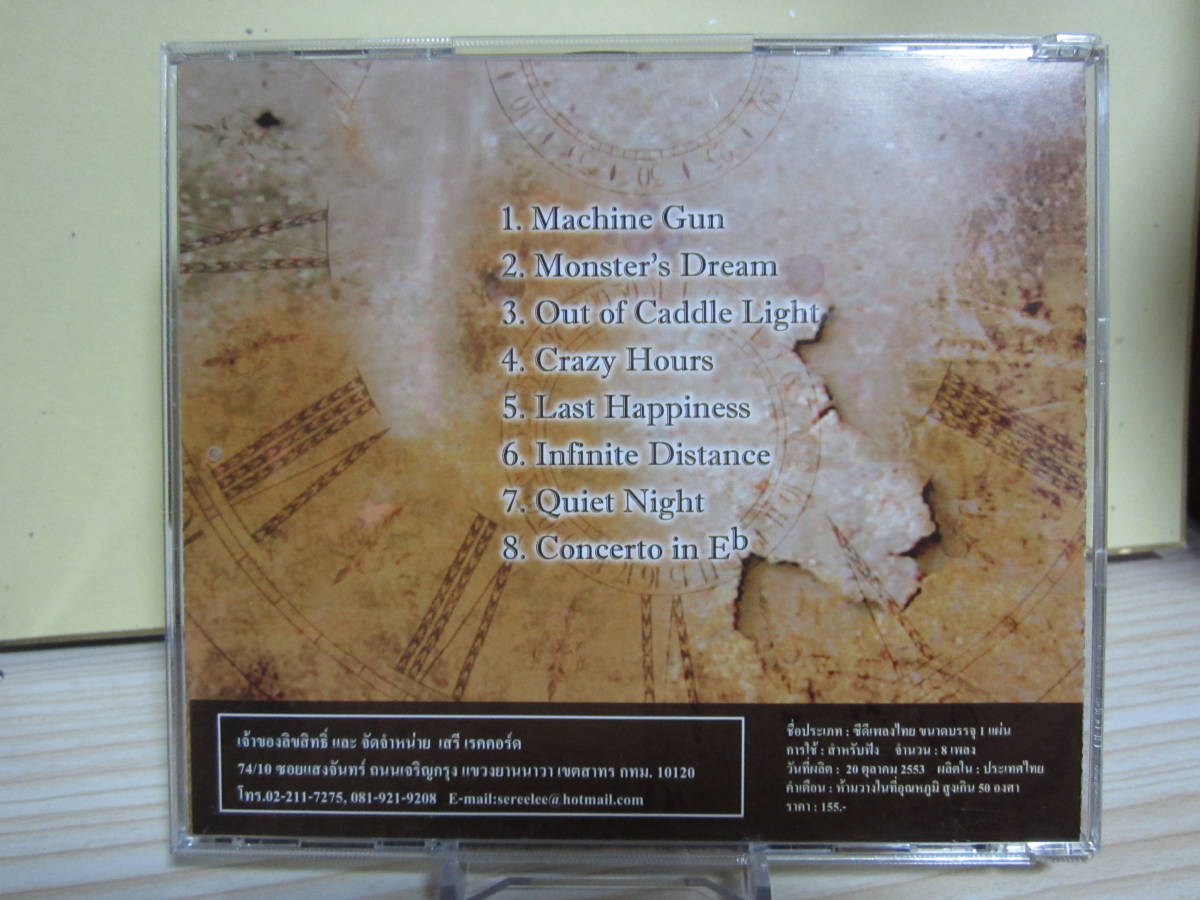 1. Machine Gun
2. Monster's Dream
3. Out of Caddle Light
4. Crazy Hours
5. Last Happiness
6. Infinite Distance
7. Quiet Night
8. Concerto in Eb
เจ้าของลิขสิทธิ์ และ จัดจำหน่าย เสรี เรคคอร์ด
74/10 ซอยแสงจันทร์ ถนนเจริญกรุง แขวงยานนาวา เขตสาทร กทม. 10120
โทร.02-211-7275, 081-921-9208 E-mail:sereelee@hotmail.com
ชื่อประเภท : ซีดีเพลงไทย ขนาดบรรจุ 1 แผ่น
การใช้ : สำหรับฟัง จำนวน : 8 เพลง
วันที่ผลิต : 20 ตุลาคม 2553 ผลิตใน : ประเทศไทย
คำเตือน : ห้ามวางในที่อุณหภูมิ สูงเกิน 50 องศา
ราคา : 155.-